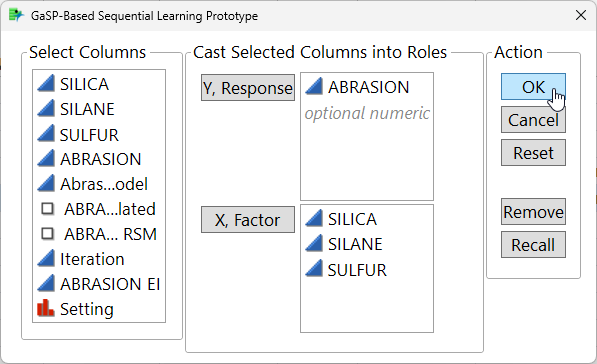 GaSP-Based Sequential Learning Prototype
Select Columns
SILICA
SILANE
SULFUR
ABRASION
Abras...odel
ABRA...lated
ABRA... RSM
Iteration
ABRASION EI
Setting
Cast Selected Columns into Roles
Y, Response
ABRASION
optional numeric
X, Factor
SILICA
SILANE
SULFUR
Action
OK
Cancel
Reset
Remove
Recall